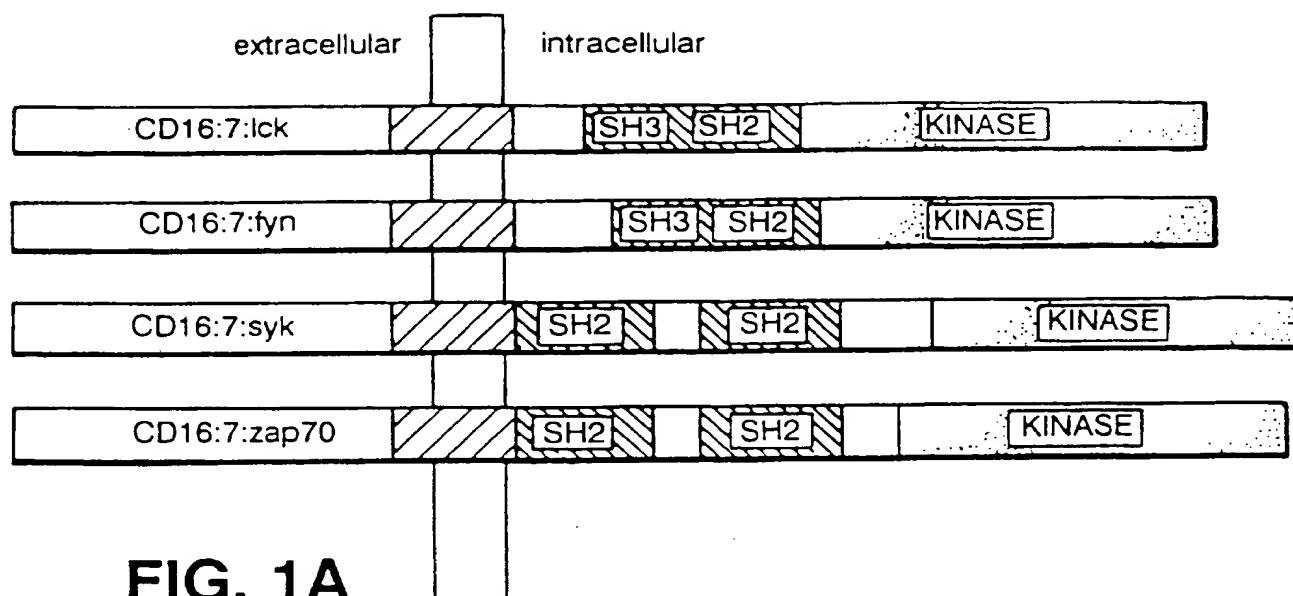 extracellular intracellular
CD16:7:lck SH3 SH2 KINASE
CD16:7:fyn SH3 SH2 KINASE
CD16:7:syk SH2 SH2 KINASE
CD16:7:zap70 SH2 SH2 KINASE
FIG. 1A